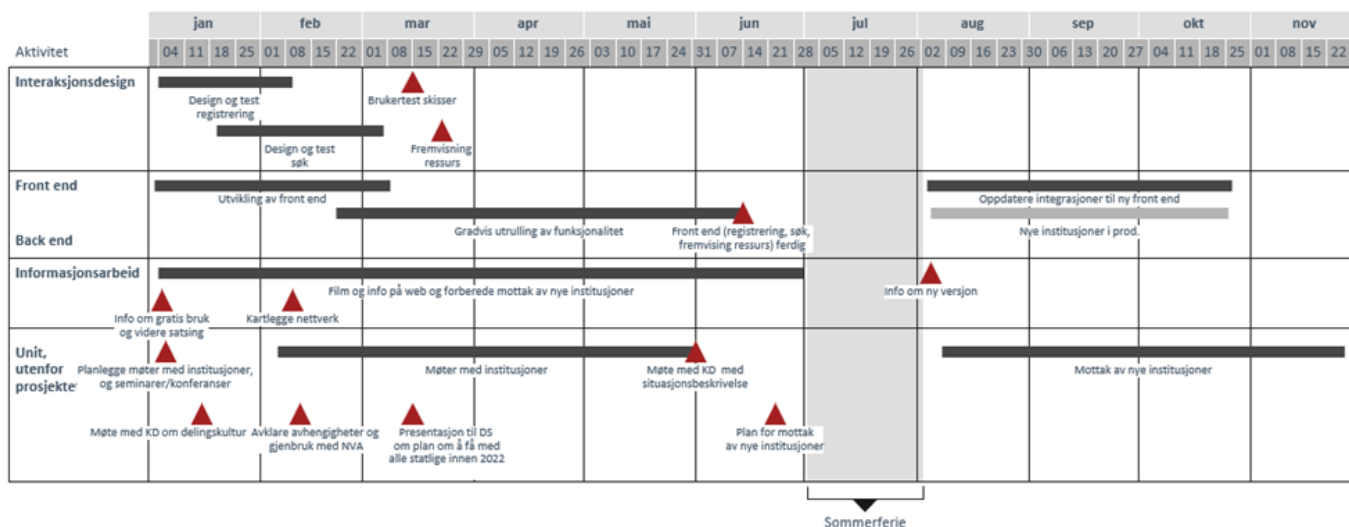 jan feb mar apr mai jun jul aug sep okt nov
Aktivitet 04 11 18 25 01 08 15 22 01 08 15 22 29 05 12 19 26 03 10 17 24 31 07 14 21 28 05 12 19 26 02 09 16 23 30 06 13 20 27 04 11 18 25 01 08 15 22
Interaksjonsdesign
Design og test
registrering
Brukertest skisser
Design og test
søk
Fremvisning
ressurs
Front end
Utvikling av front end
Oppdatere integrasjoner til ny front end
Back end
Gradvis utrulling av funksjonalitet
Front end (registrering, søk,
fremvising ressurs) ferdig
Nye institusjoner i prod.
Informasjonsarbeid
Film og info på web og forberede mottak av nye institusjoner
Info om ny versjon
Info om gratis bruk
og videre satsing
Kartlegge nettverk
Unit,
utenfor
prosjektet
Planlegge møter med institusjoner,
og seminarer/konferanser
Møter med institusjoner
Møte med KD med
situasjonsbeskrivelse
Mottak av nye institusjoner
Møte med KD om delingskultur
Avklare avhengigheter og
gjenbruk med NVA
Presentasjon til DS
om plan om å få med
alle statlige innen 2022
Plan for mottak
av nye institusjoner
Sommerferie